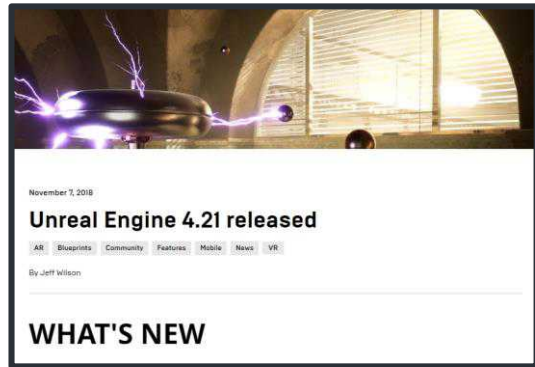 November 7, 2018
Unreal Engine 4.21 released
AR Blueprints Community Features Mobile News VR
By Jeff Wilson
WHAT'S NEW